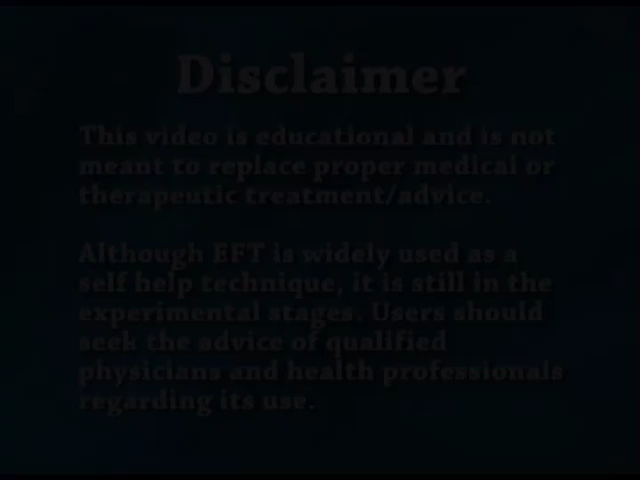 Disclaimer
This video is educational and is not
meant to replace proper medical or
therapeutic treatment/advice.
Although EFT is widely used as a
self help technique, it is still in the
experimental stages. Users should
seek the advice of qualified
physicians and health professionals
regarding its use.